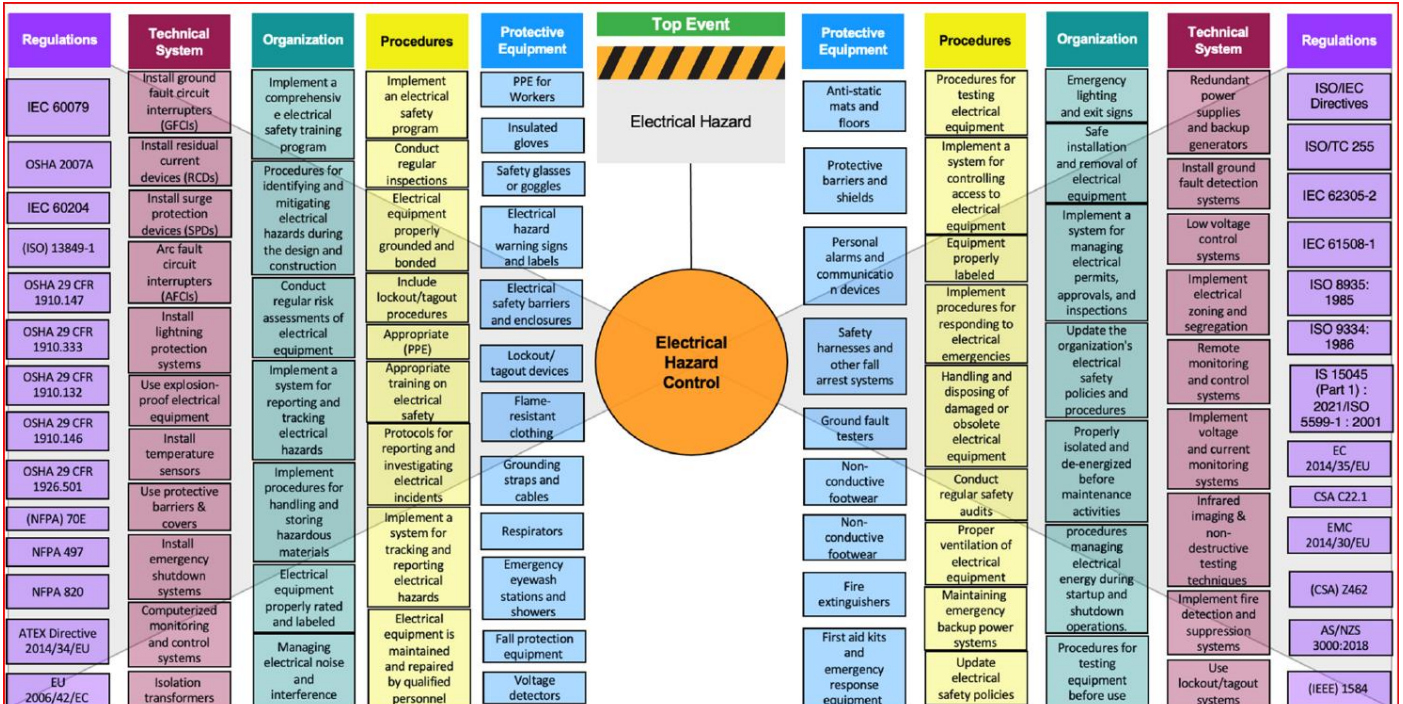 Regulations
IEC 60079
OSHA 2007A
IEC 60204
(ISO) 13849-1
OSHA 29 CFR
1910.147
OSHA 29 CFR
1910.333
OSHA 29 CFR
1910.132
OSHA 29 CFR
1910.146
OSHA 29 CFR
1926.501
(NFPA) 70E
NFPA 497
NFPA 820
ATEX Directive
2014/34/EU
EU
2006/42/EC
Technical
System
Install ground
fault circuit
interrupters
(GFCIs)
Install residual
current
devices (RCDs)
Install surge
protection
devices (SPDs)
Arc fault
circuit
interrupters
(AFCIs)
Install
lightning
protection
systems
Use explosion-
proof electrical
equipment
Install
temperature
sensors
Use protective
barriers &
covers
Install
emergency
shutdown
systems
Computerized
monitoring
and control
systems
Isolation
transformers
Organization
Implement a
comprehensiv
e electrical
safety training
program
Procedures for
identifying and
mitigating
electrical
hazards during
the design and
construction
Conduct
regular risk
assessments of
electrical
equipment
Implement a
system for
reporting and
tracking
electrical
hazards
Implement
procedures for
handling and
storing
hazardous
materials
Electrical
equipment
properly rated
and labeled
Managing
electrical noise
and
interference
Procedures
Implement
an electrical
safety
program
Conduct
regular
inspections
Electrical
equipment
properly
grounded and
bonded
Include
lockout/tagout
procedures
Appropriate
(PPE)
Appropriate
training on
electrical
safety
Protocols for
reporting and
investigating
electrical
incidents
Implement a
system for
tracking and
reporting
electrical
hazards
Electrical
equipment is
maintained
and repaired
by qualified
personnel
Protective
Equipment
PPE for
Workers
Insulated
gloves
Safety glasses
or goggles
Electrical
hazard
warning signs
and labels
Electrical
safety barriers
and enclosures
Lockout/
tagout devices
Flame-
resistant
clothing
Grounding
straps and
cables
Respirators
Emergency
eyewash
stations and
showers
Fall protection
equipment
Voltage
detectors
Top Event
Electrical Hazard
Electrical
Hazard
Control
Protective
Equipment
Anti-static
mats and
floors
Protective
barriers and
shields
Personal
alarms and
communicatio
n devices
Safety
harnesses and
other fall
arrest systems
Ground fault
testers
Non-
conductive
footwear
Non-
conductive
footwear
Fire
extinguishers
First aid kits
and
emergency
response
equipment
Procedures
Procedures for
testing
electrical
equipment
Implement a
system for
controlling
access to
electrical
equipment
Equipment
properly
labeled
Implement
procedures for
responding to
electrical
emergencies
Handling and
disposing of
damaged or
obsolete
electrical
equipment
Conduct
regular safety
audits
Proper
ventilation of
electrical
equipment
Maintaining
emergency
backup power
systems
Update
electrical
safety policies
Organization
Emergency
lighting
and exit signs
Safe
installation
and removal of
electrical
equipment
Implement a
system for
managing
electrical
permits,
approvals, and
inspections
Update the
organization's
electrical
safety
policies and
procedures
Properly
isolated and
de-energized
before
maintenance
activities
procedures
managing
electrical
energy during
startup and
shutdown
operations.
Procedures for
testing
equipment
before use
Technical
System
Redundant
power
supplies
and backup
generators
Install ground
fault detection
systems
Low voltage
control
systems
Implement
electrical
zoning and
segregation
Remote
monitoring
and control
systems
Implement
voltage
and current
monitoring
systems
Infrared
imaging &
non-
destructive
testing
techniques
Implement fire
detection and
suppression
systems
Use
lockout/tagout
systems
Regulations
ISO/IEC
Directives
ISO/TC 255
IEC 62305-2
IEC 61508-1
ISO 8935:
1985
ISO 9334:
1986
IS 15045
(Part 1) :
2021/ISO
5599-1 : 2001
EC
2014/35/EU
CSA C22.1
EMC
2014/30/EU
(CSA) Z462
AS/NZS
3000:2018
(IEEE) 1584